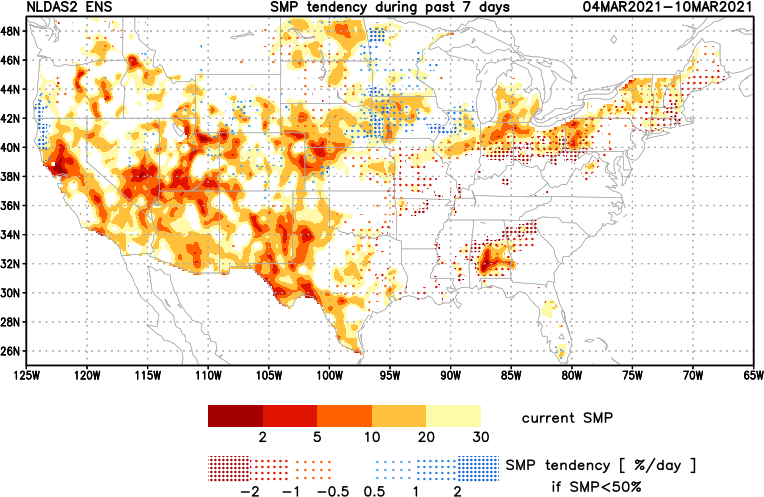 NLDAS2 ENS SMP tendency during past 7 days 04MAR2021-10MAR2021
48N
46N
44N
42N
40N
38N
36N
34N
32N
30N
28N
26N
125W 120W 115W 110W 105W 100W 95W 90W 85W 80W 75W 70W 65W
current SMP
2 5 10 20 30
SMP tendency [ %/day ]
-2 -1 -0.5 0.5 1 2 if SMP<50%